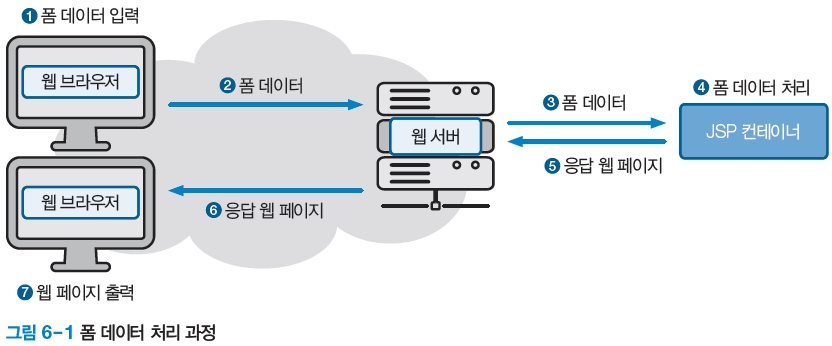 ❶ 폼 데이터 입력
웹 브라우저
❷ 폼 데이터
웹 서버
❸ 폼 데이터
❹ 폼 데이터 처리
JSP 컨테이너
❺ 응답 웹 페이지
❻ 응답 웹 페이지
웹 브라우저
❼ 웹 페이지 출력
그림 6-1 폼 데이터 처리 과정